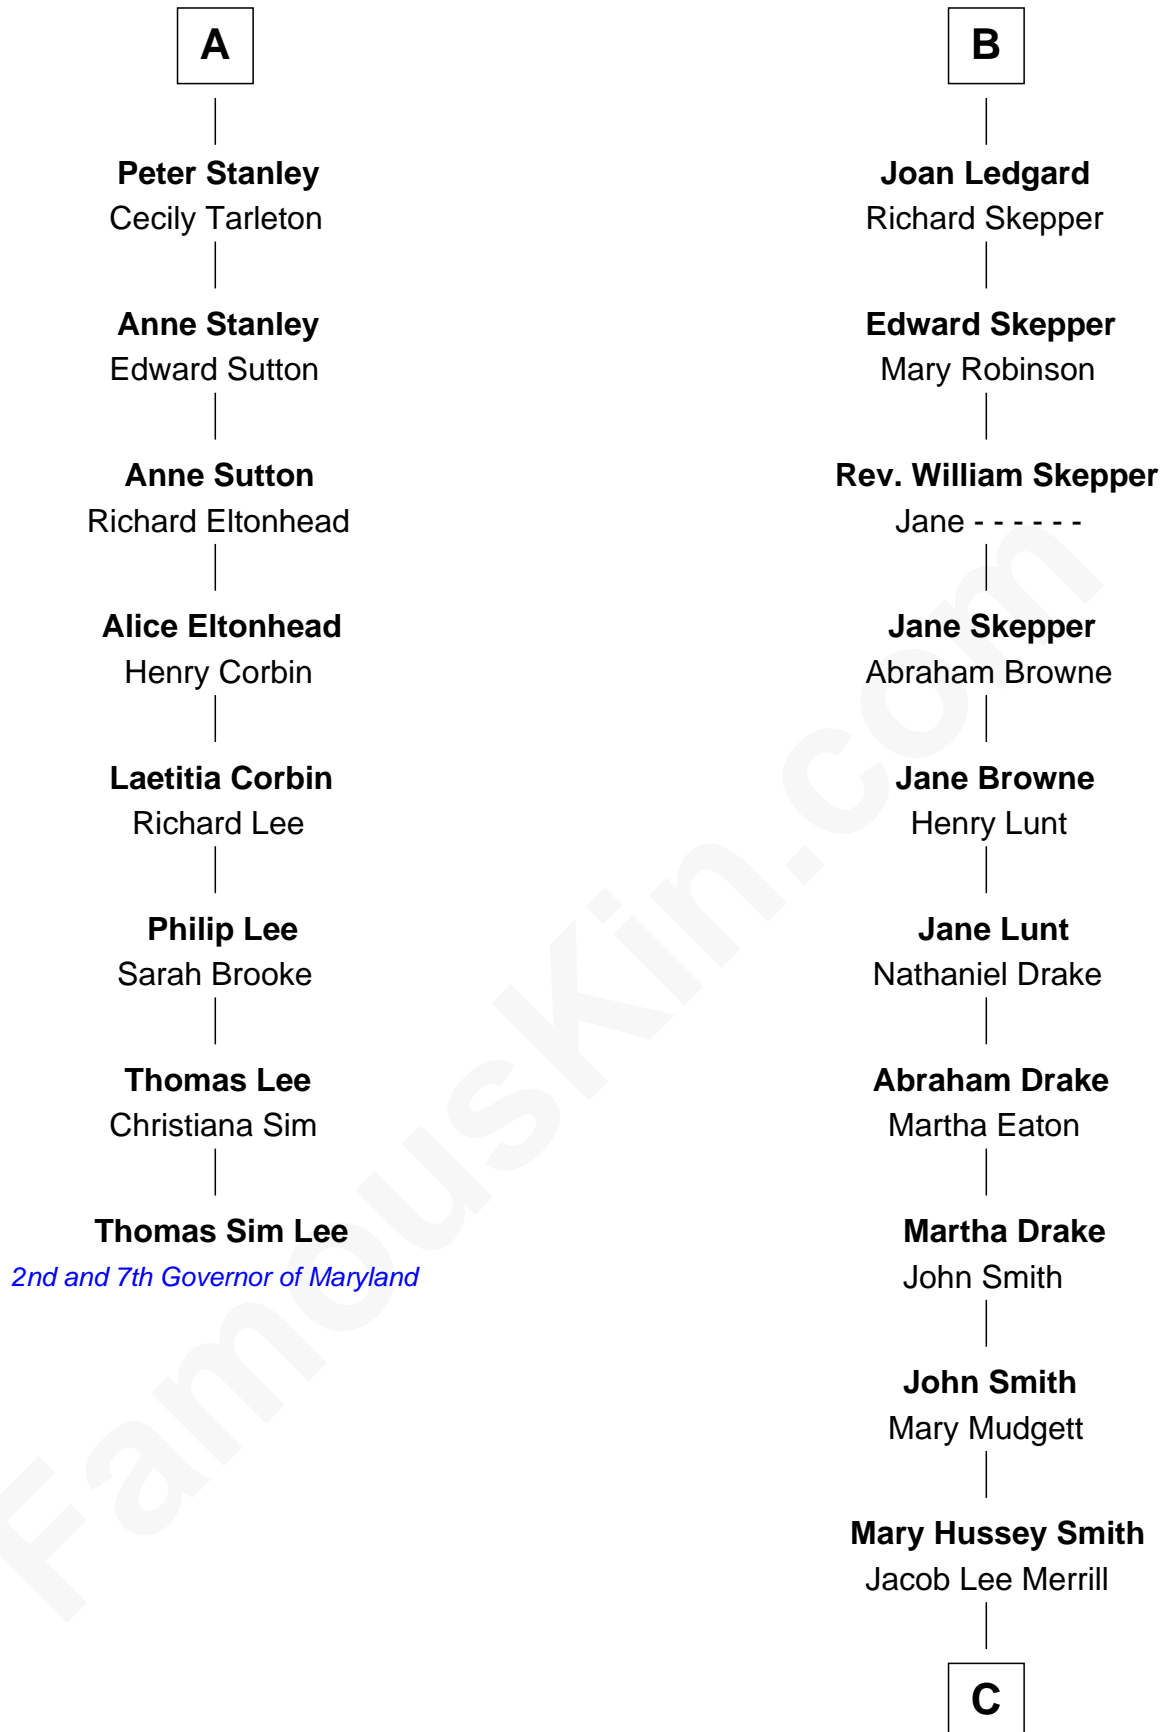 A
Peter Stanley
Cecily Tarleton
Anne Stanley
Edward Sutton
Anne Sutton
Richard Eltonhead
Alice Eltonhead
Henry Corbin
Laetitia Corbin
Richard Lee
Philip Lee
Sarah Brooke
Thomas Lee
Christiana Sim
Thomas Sim Lee
2nd and 7th Governor of Maryland
B
Joan Ledgard
Richard Skepper
Edward Skepper
Mary Robinson
Rev. William Skepper
Jane - - - - - -
Jane Skepper
Abraham Browne
Jane Browne
Henry Lunt
Jane Lunt
Nathaniel Drake
Abraham Drake
Martha Eaton
Martha Drake
John Smith
John Smith
Mary Mudgett
Mary Hussey Smith
Jacob Lee Merrill
C
FamousKin.com